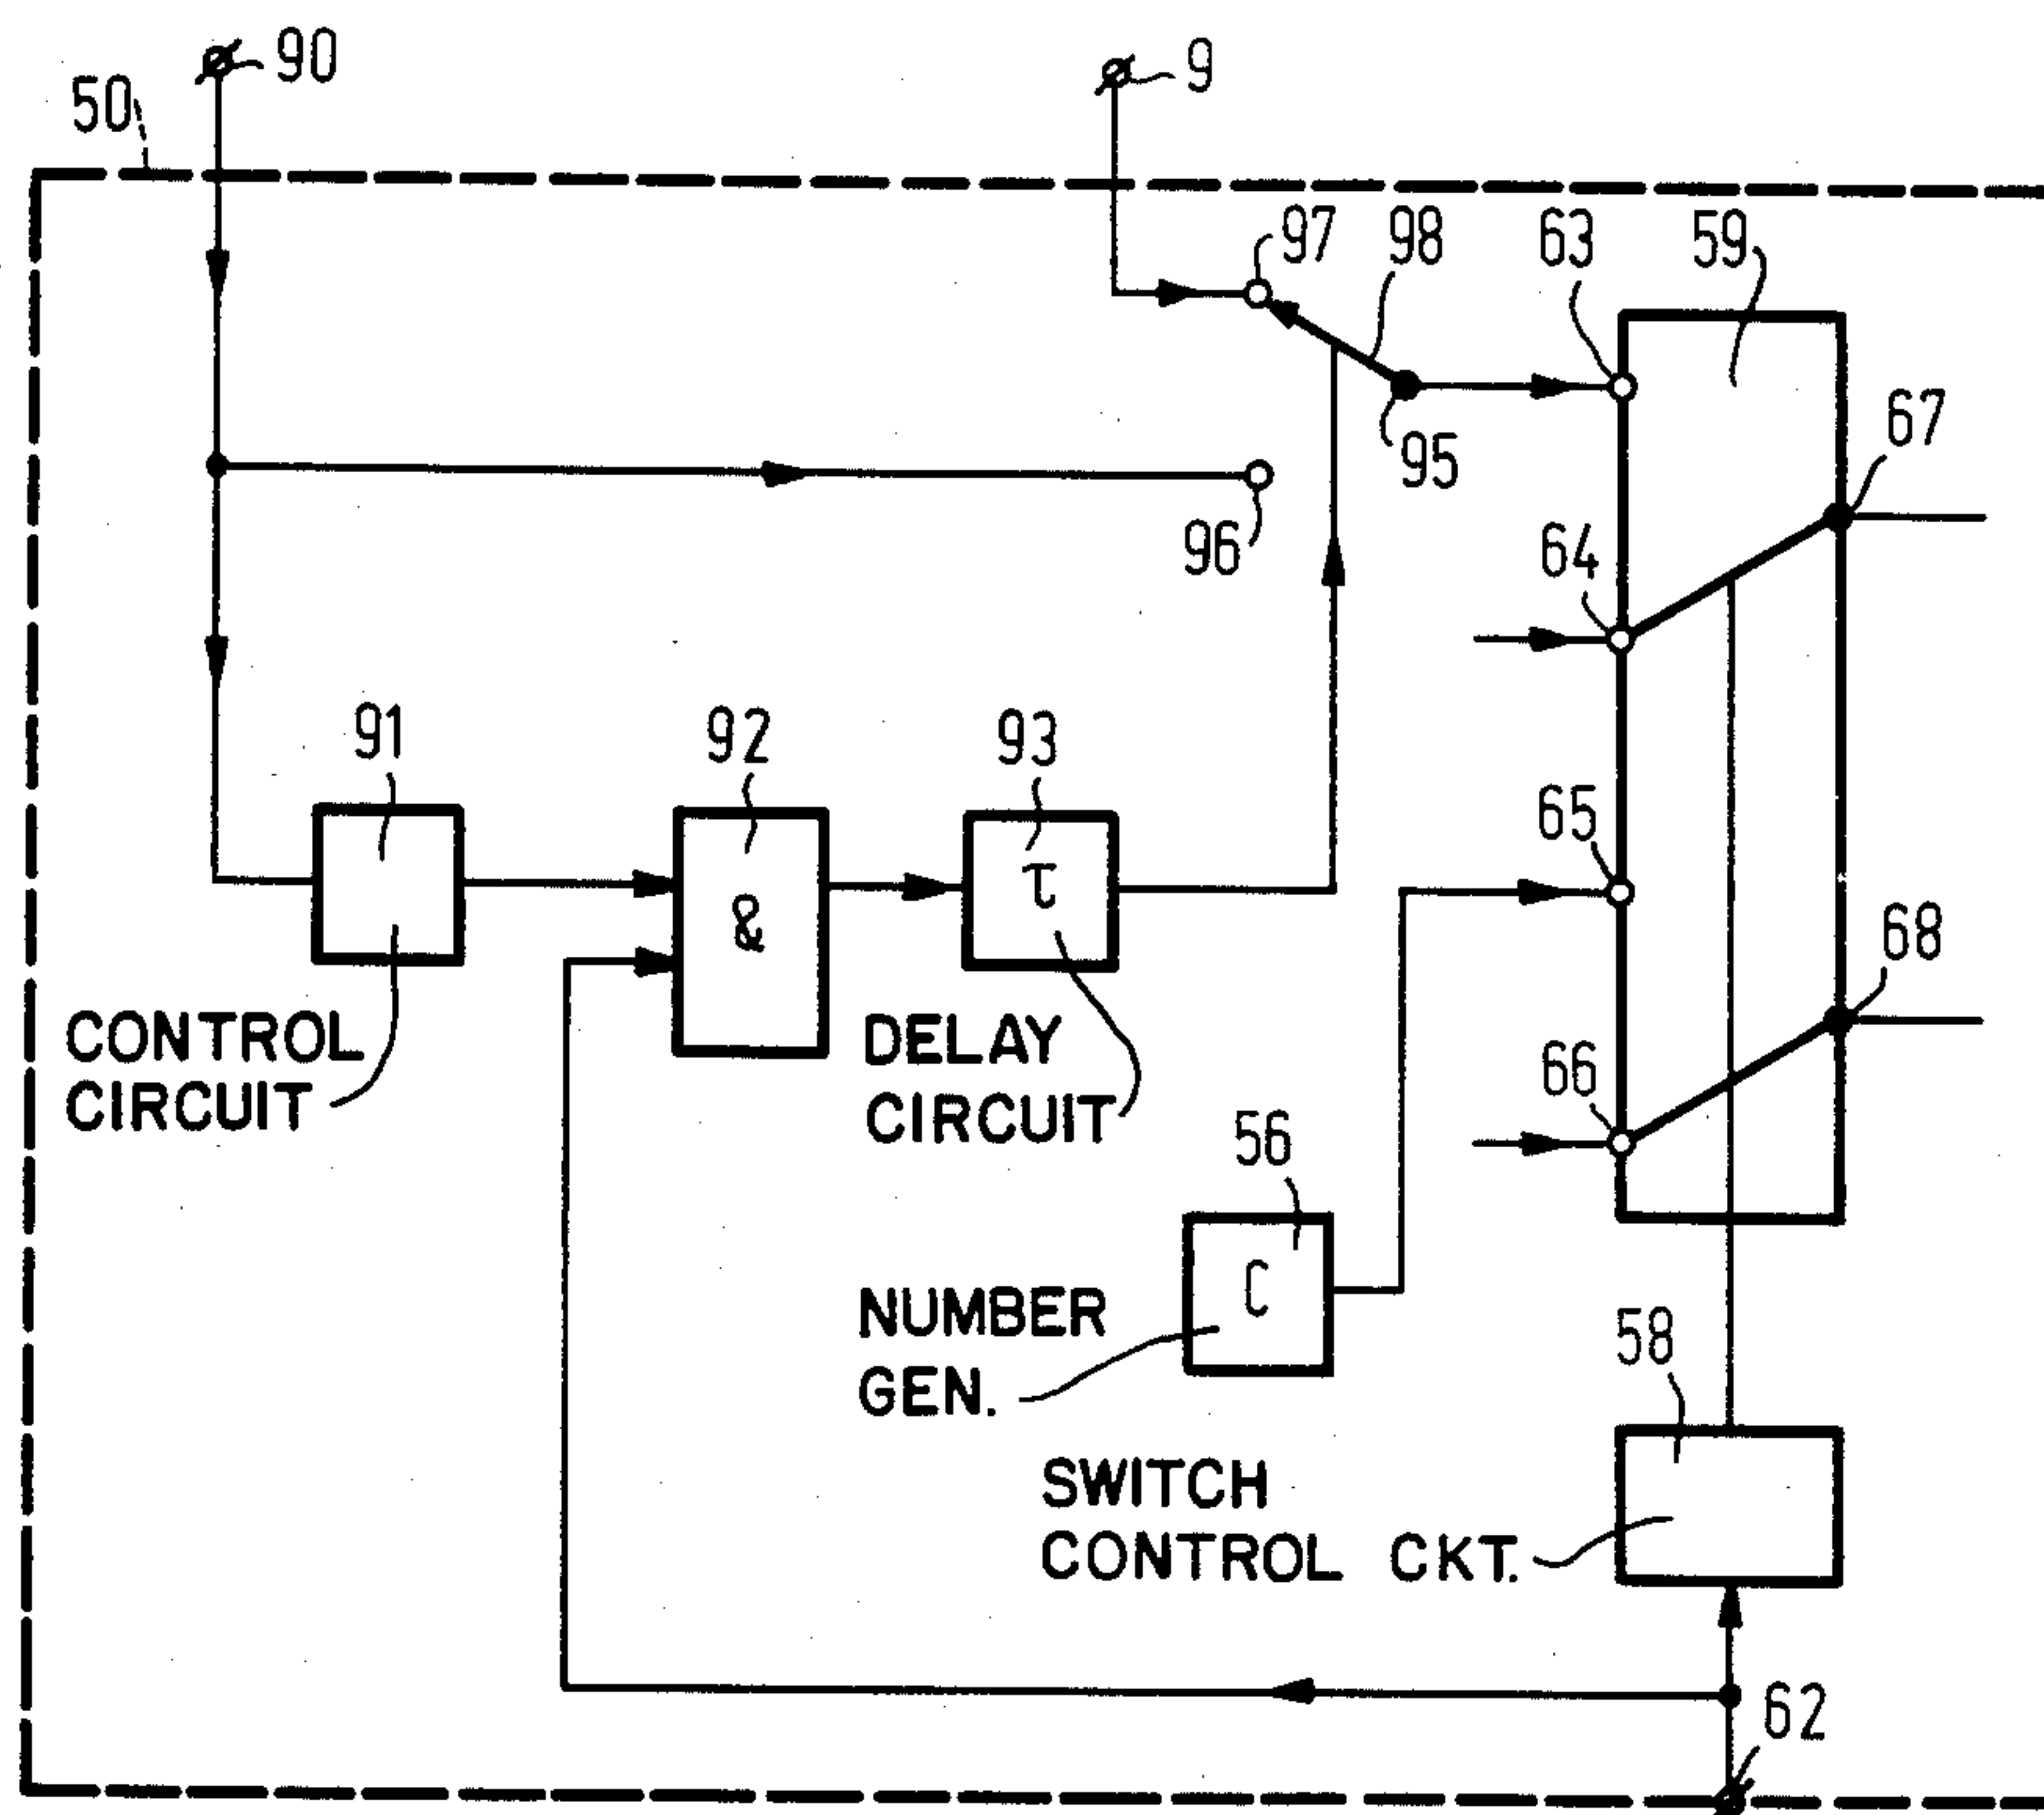 90
9
50
97
98
63
59
95
67
96
64
91
92
93
65
τ
&
68
CONTROL
CIRCUIT
DELAY
CIRCUIT
66
56
C
NUMBER
GEN.
58
SWITCH
CONTROL CKT.
62